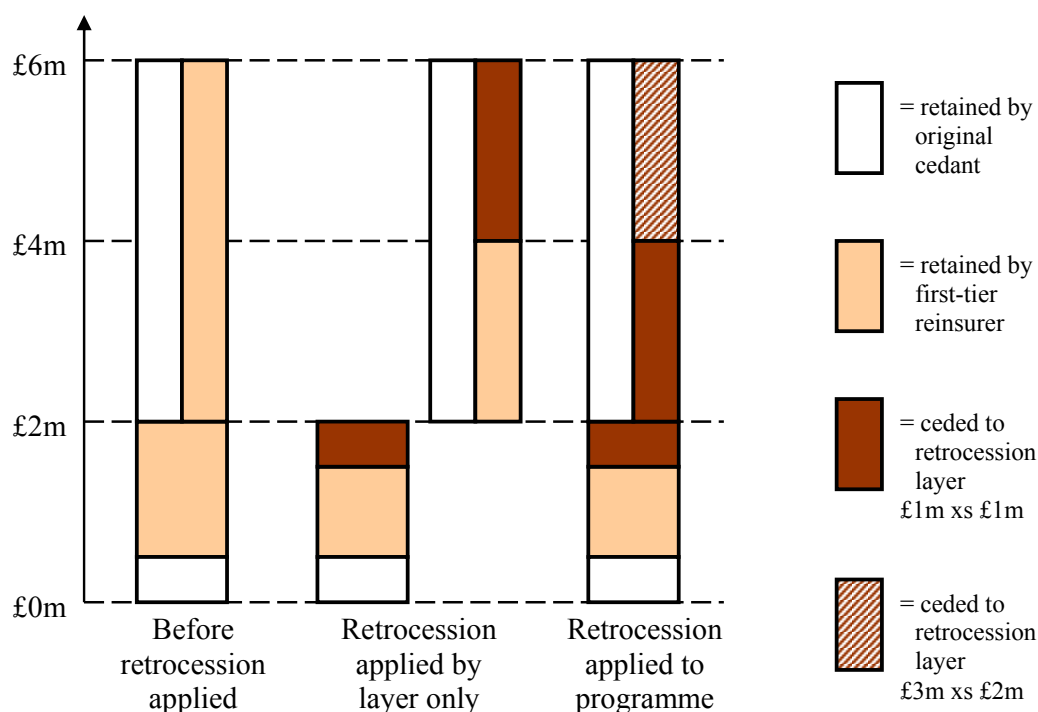 £6m
£4m
£2m
£0m
Before
retrocession
applied
Retrocession
applied by
layer only
Retrocession
applied to
programme
= retained by
original
cedant
= retained by
first-tier
reinsurer
= ceded to
retrocession
layer
£1m xs £1m
= ceded to
retrocession
layer
£3m xs £2m